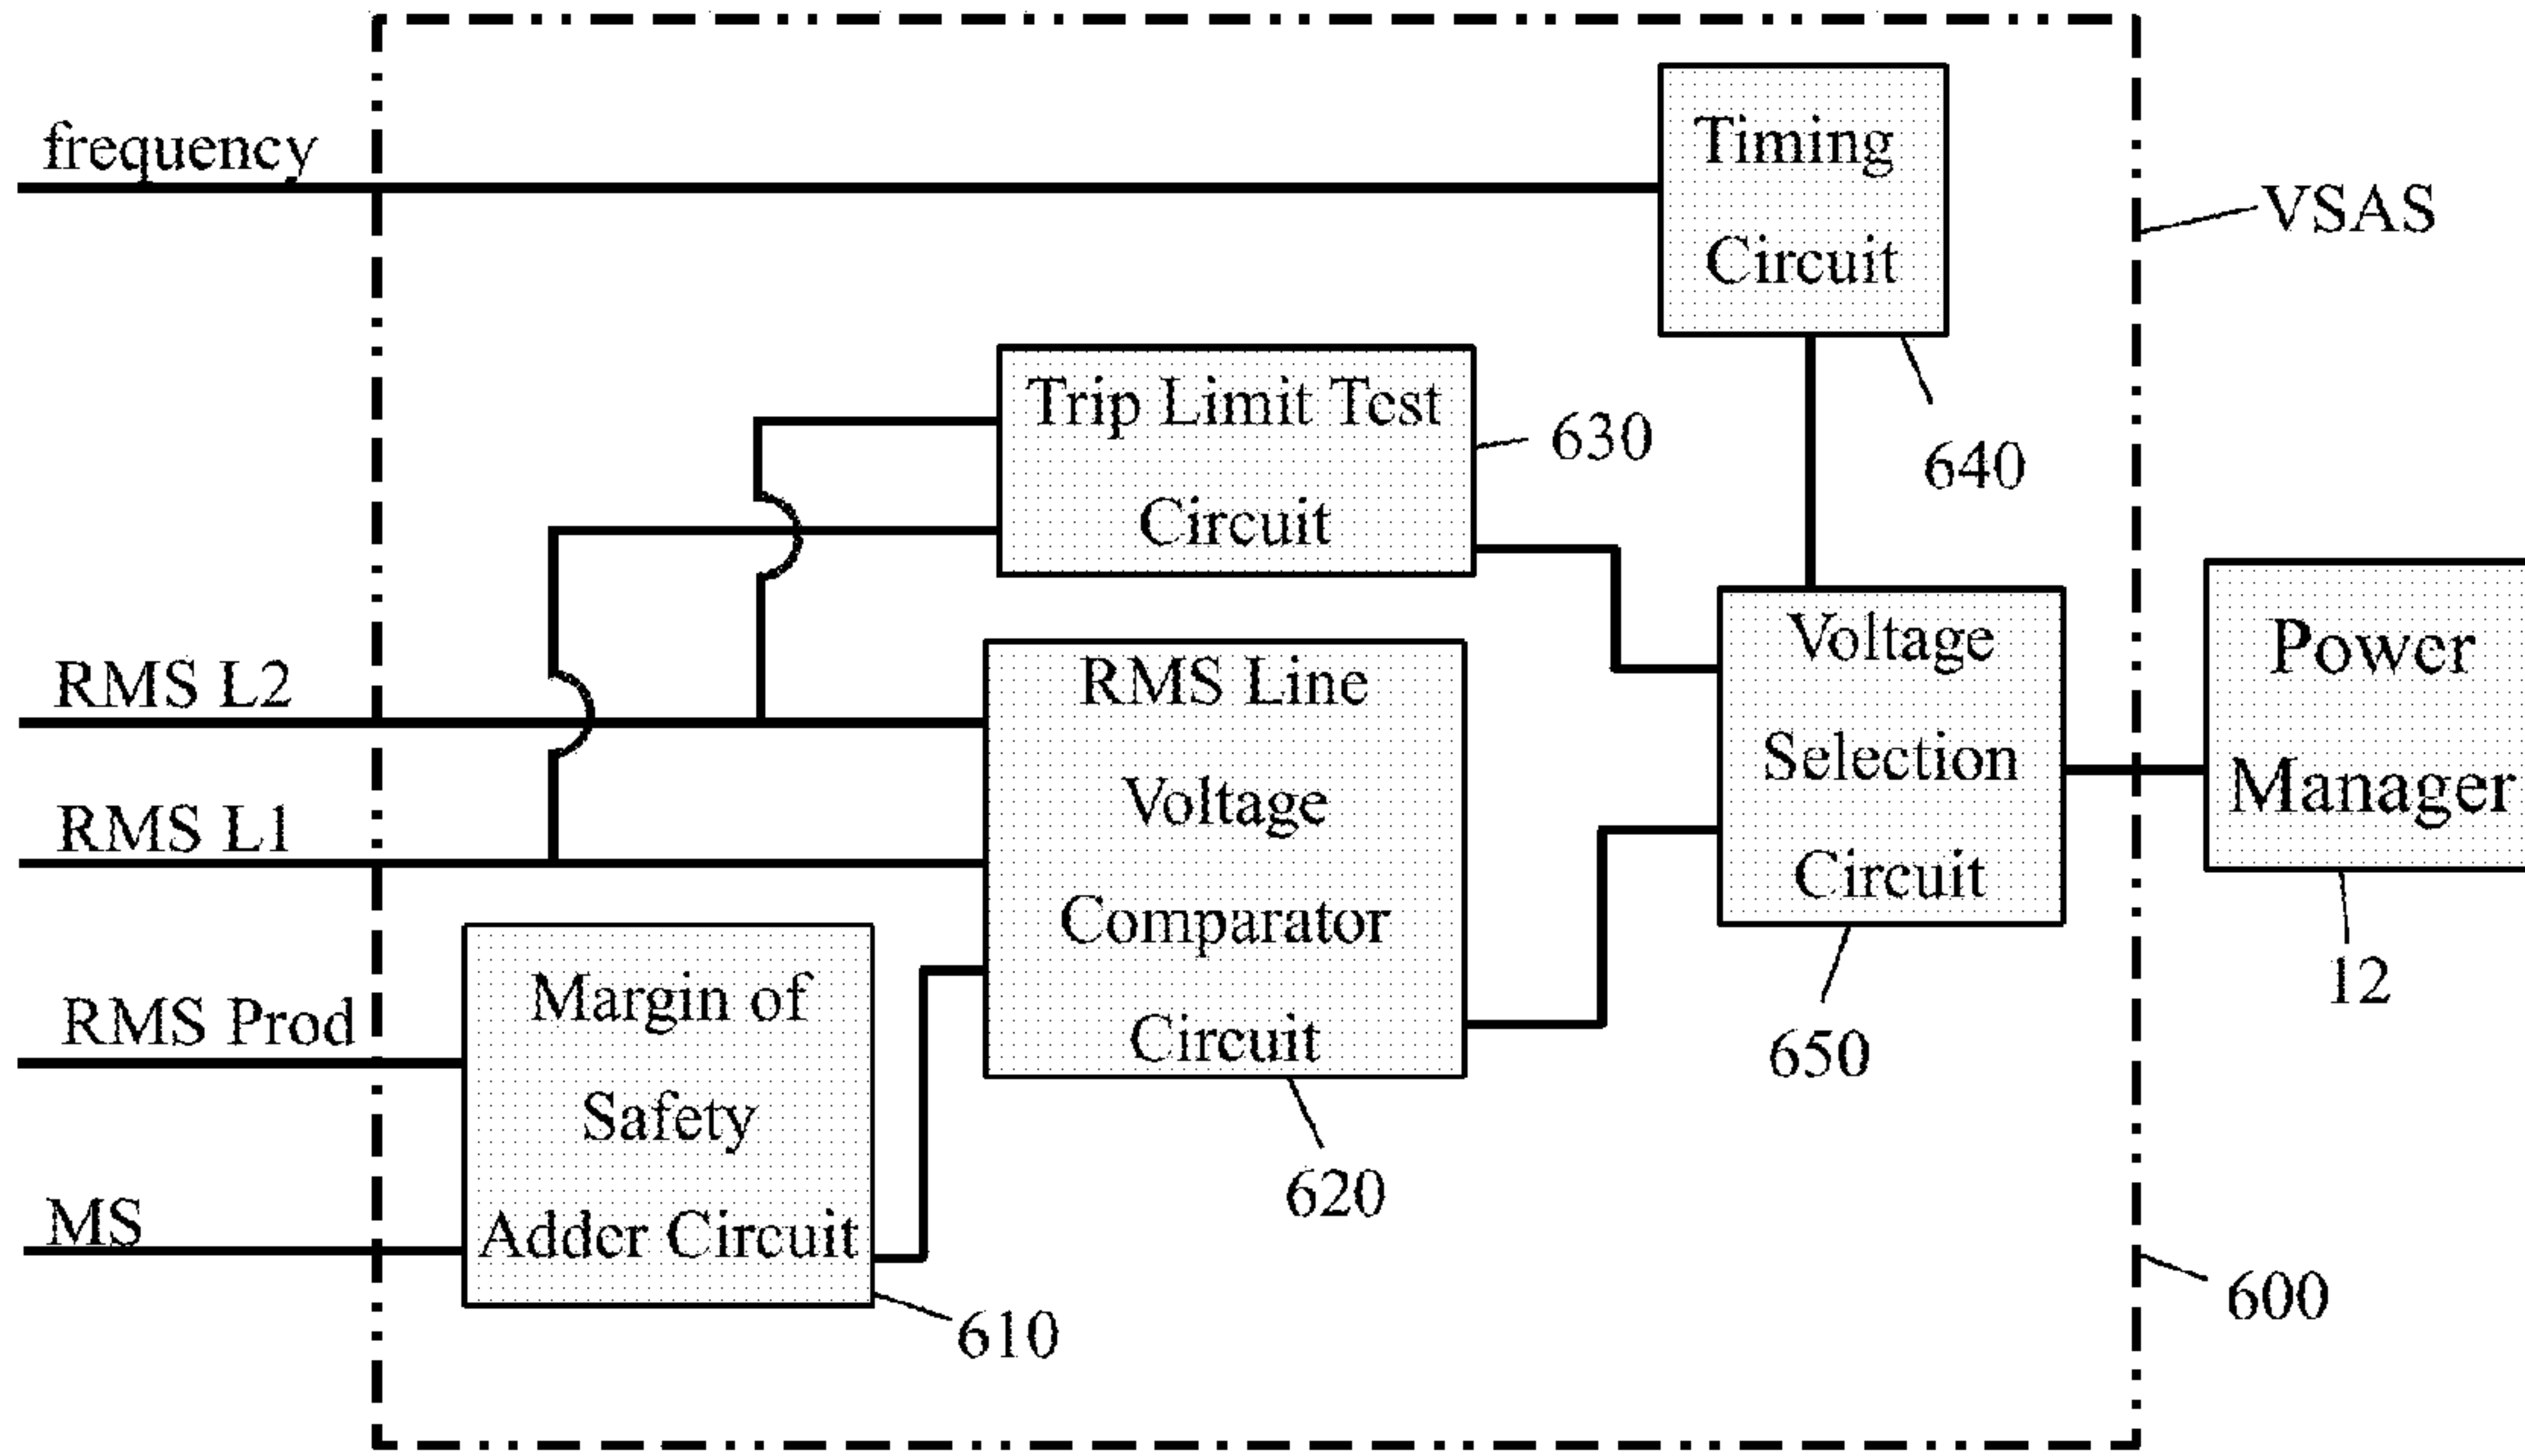 frequency
Timing
Circuit
VSAS
640
Trip Limit Test
Circuit
630
RMS L2
RMS L1
RMS Prod
MS
RMS Line
Voltage
Comparator
Circuit
620
Voltage
Selection
Circuit
650
Power
Manager
12
Margin of
Safety
Adder Circuit
610
600